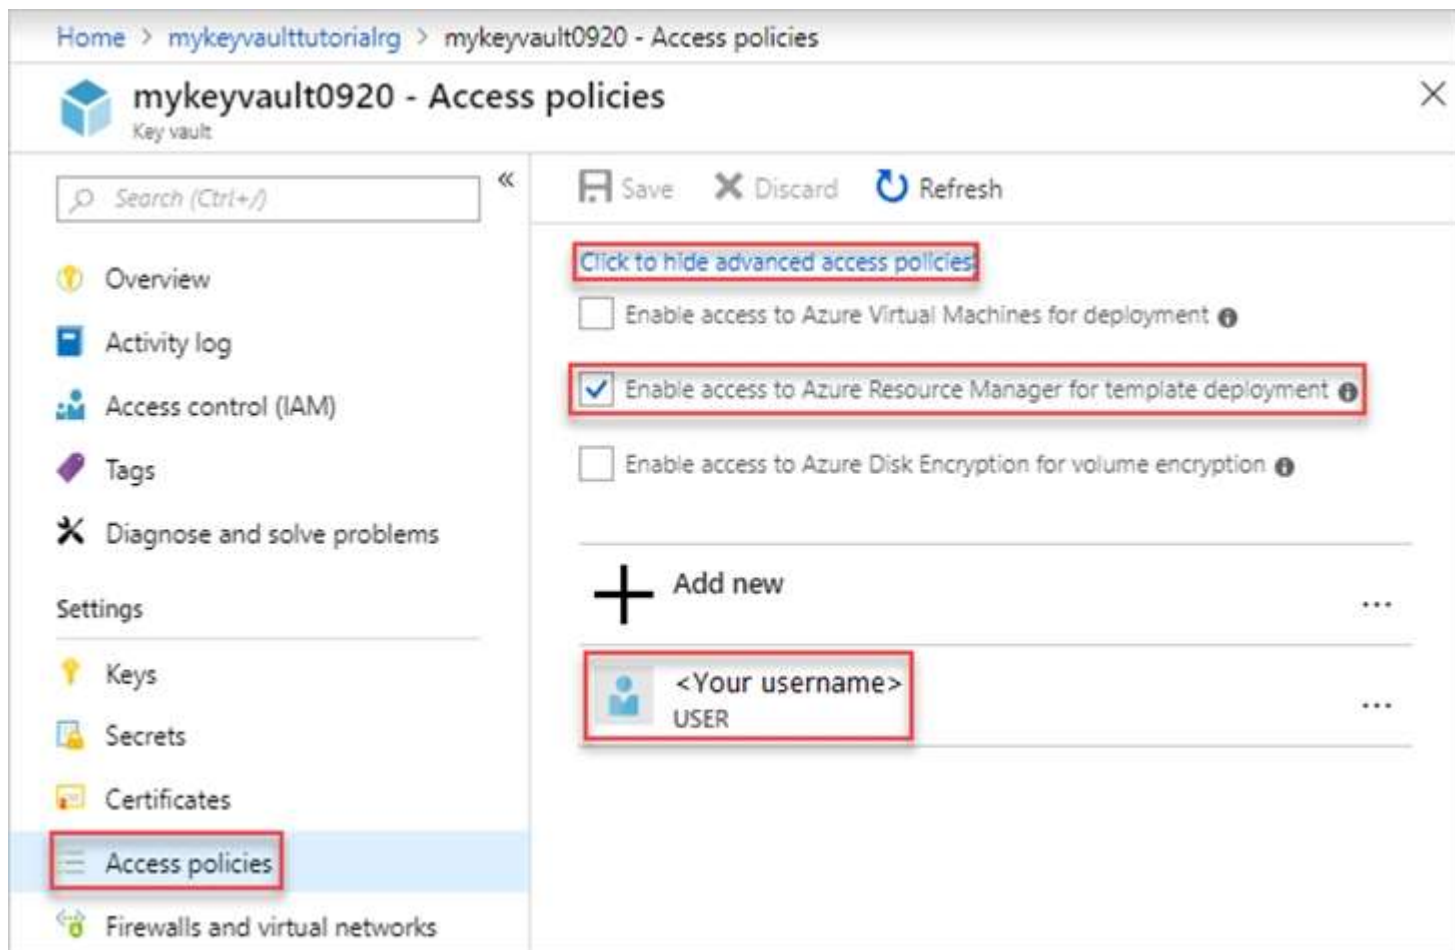 Home > mykeyvaulttutorialrg > mykeyvault0920 - Access policies
mykeyvault0920 - Access policies
Key vault
Search (Ctrl+/)
Overview
Activity log
Access control (IAM)
Tags
Diagnose and solve problems
Settings
Keys
Secrets
Certificates
Access policies
Firewalls and virtual networks
Save Discard Refresh
Click to hide advanced access policies
Enable access to Azure Virtual Machines for deployment
Enable access to Azure Resource Manager for template deployment
Enable access to Azure Disk Encryption for volume encryption
Add new
...
<Your username>
USER
...